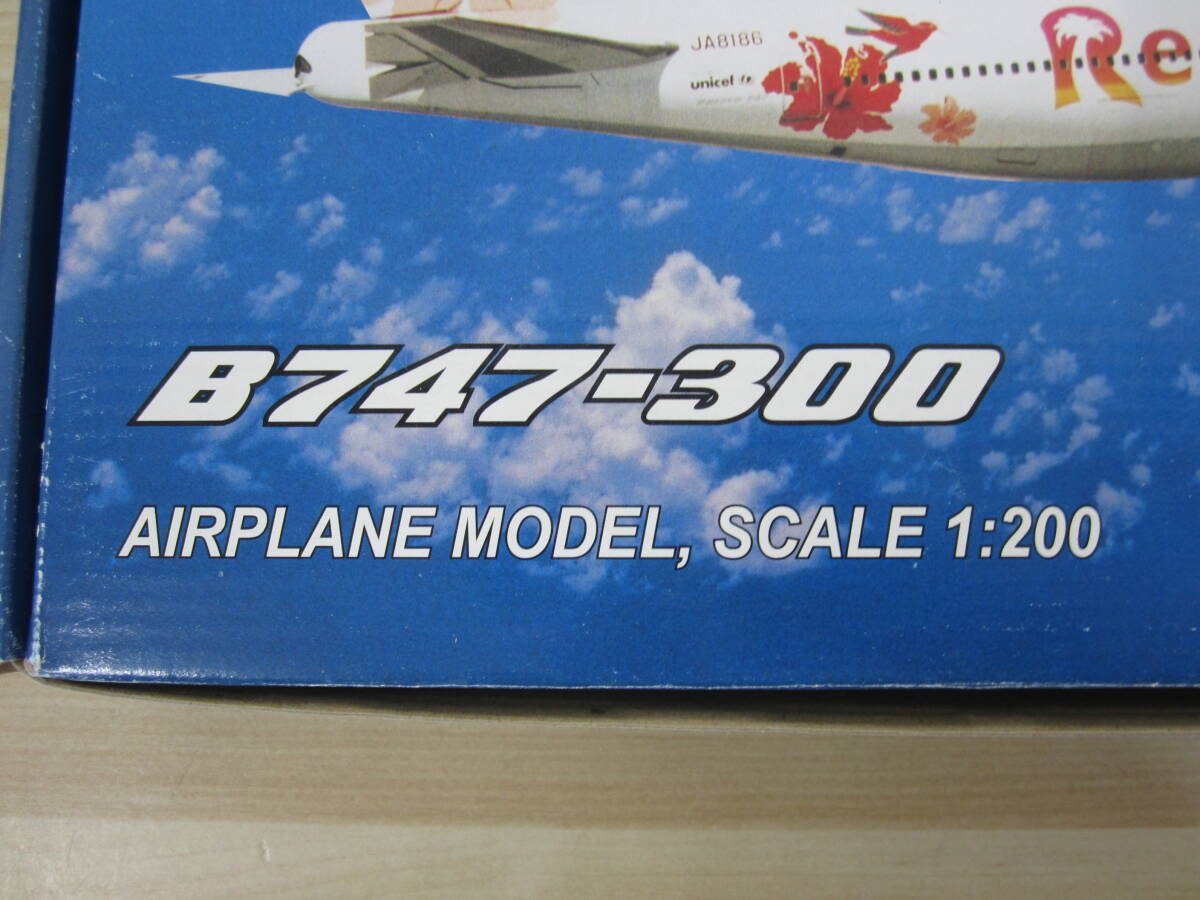 JA8186
unicef
Re
B747-300
AIRPLANE MODEL, SCALE 1:200